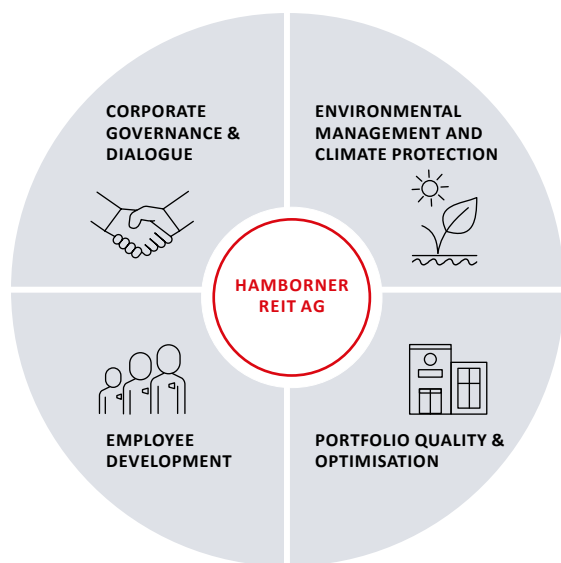 CORPORATE
GOVERNANCE &
DIALOGUE
ENVIRONMENTAL
MANAGEMENT AND
CLIMATE PROTECTION
HAMBORNER
REIT AG
EMPLOYEE
DEVELOPMENT
PORTFOLIO QUALITY &
OPTIMISATION